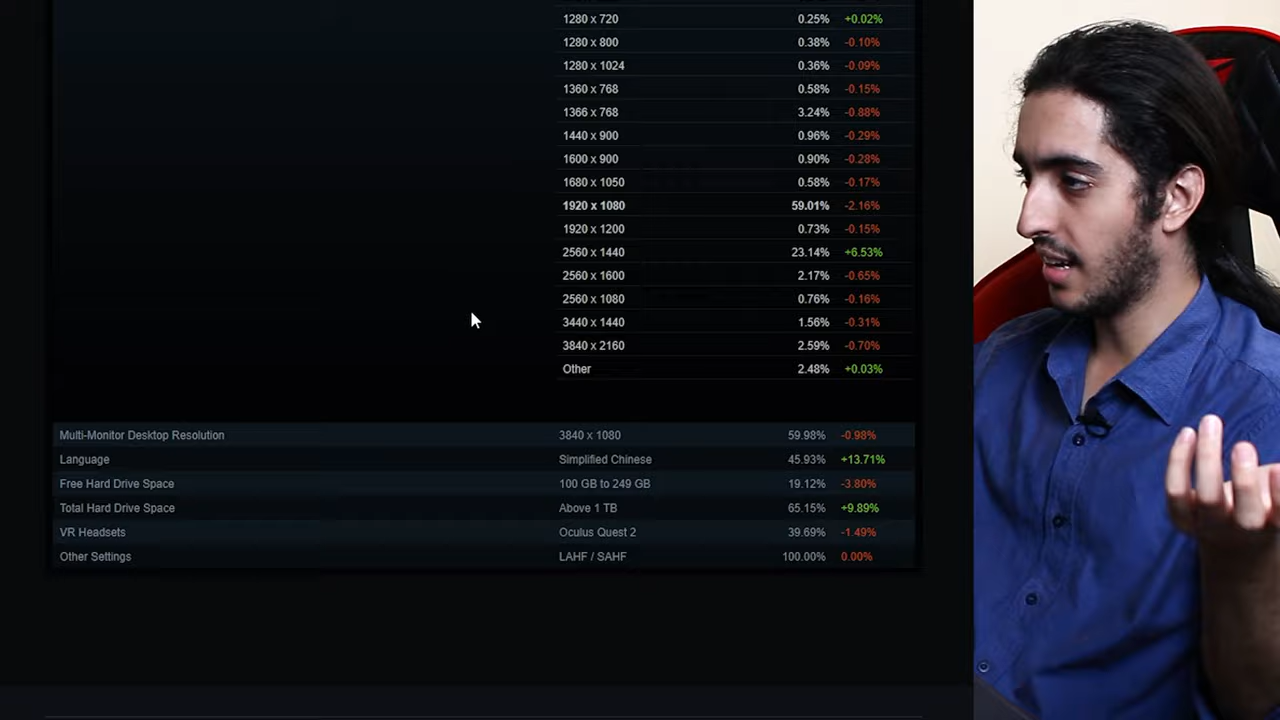 1280 x 720 0.25% +0.02%
1280 x 800 0.38% -0.10%
1280 x 1024 0.36% -0.09%
1360 x 768 0.58% -0.15%
1366 x 768 3.24% -0.88%
1440 x 900 0.96% -0.29%
1600 x 900 0.90% -0.28%
1680 x 1050 0.58% -0.17%
1920 x 1080 59.01% -2.16%
1920 x 1200 0.73% -0.15%
2560 x 1440 23.14% +6.53%
2560 x 1600 2.17% -0.65%
2560 x 1080 0.76% -0.16%
3440 x 1440 1.56% -0.31%
3840 x 2160 2.59% -0.70%
Other 2.48% +0.03%
Multi-Monitor Desktop Resolution 3840 x 1080 59.98% -0.98%
Language Simplified Chinese 45.93% +13.71%
Free Hard Drive Space 100 GB to 249 GB 19.12% -3.80%
Total Hard Drive Space Above 1 TB 65.15% +9.89%
VR Headsets Oculus Quest 2 39.69% -1.49%
Other Settings LAHF / SAHF 100.00% 0.00%